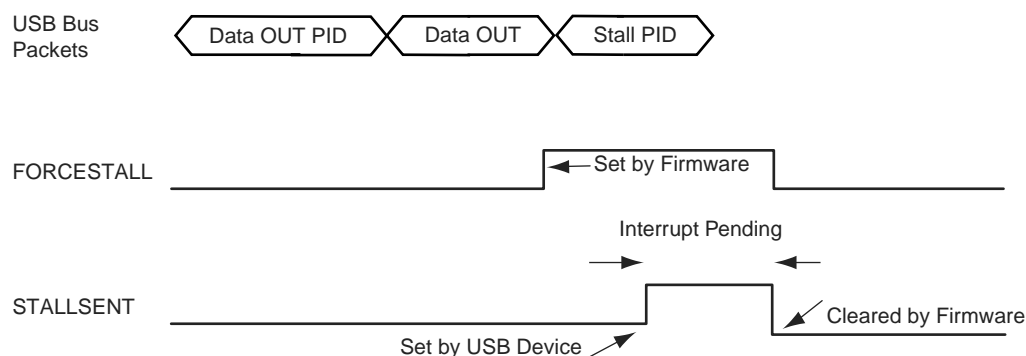 USB Bus
Packets
Data OUT PID
Data OUT
Stall PID
FORCESTALL
Set by Firmware
Interrupt Pending
STALLSENT
Cleared by Firmware
Set by USB Device